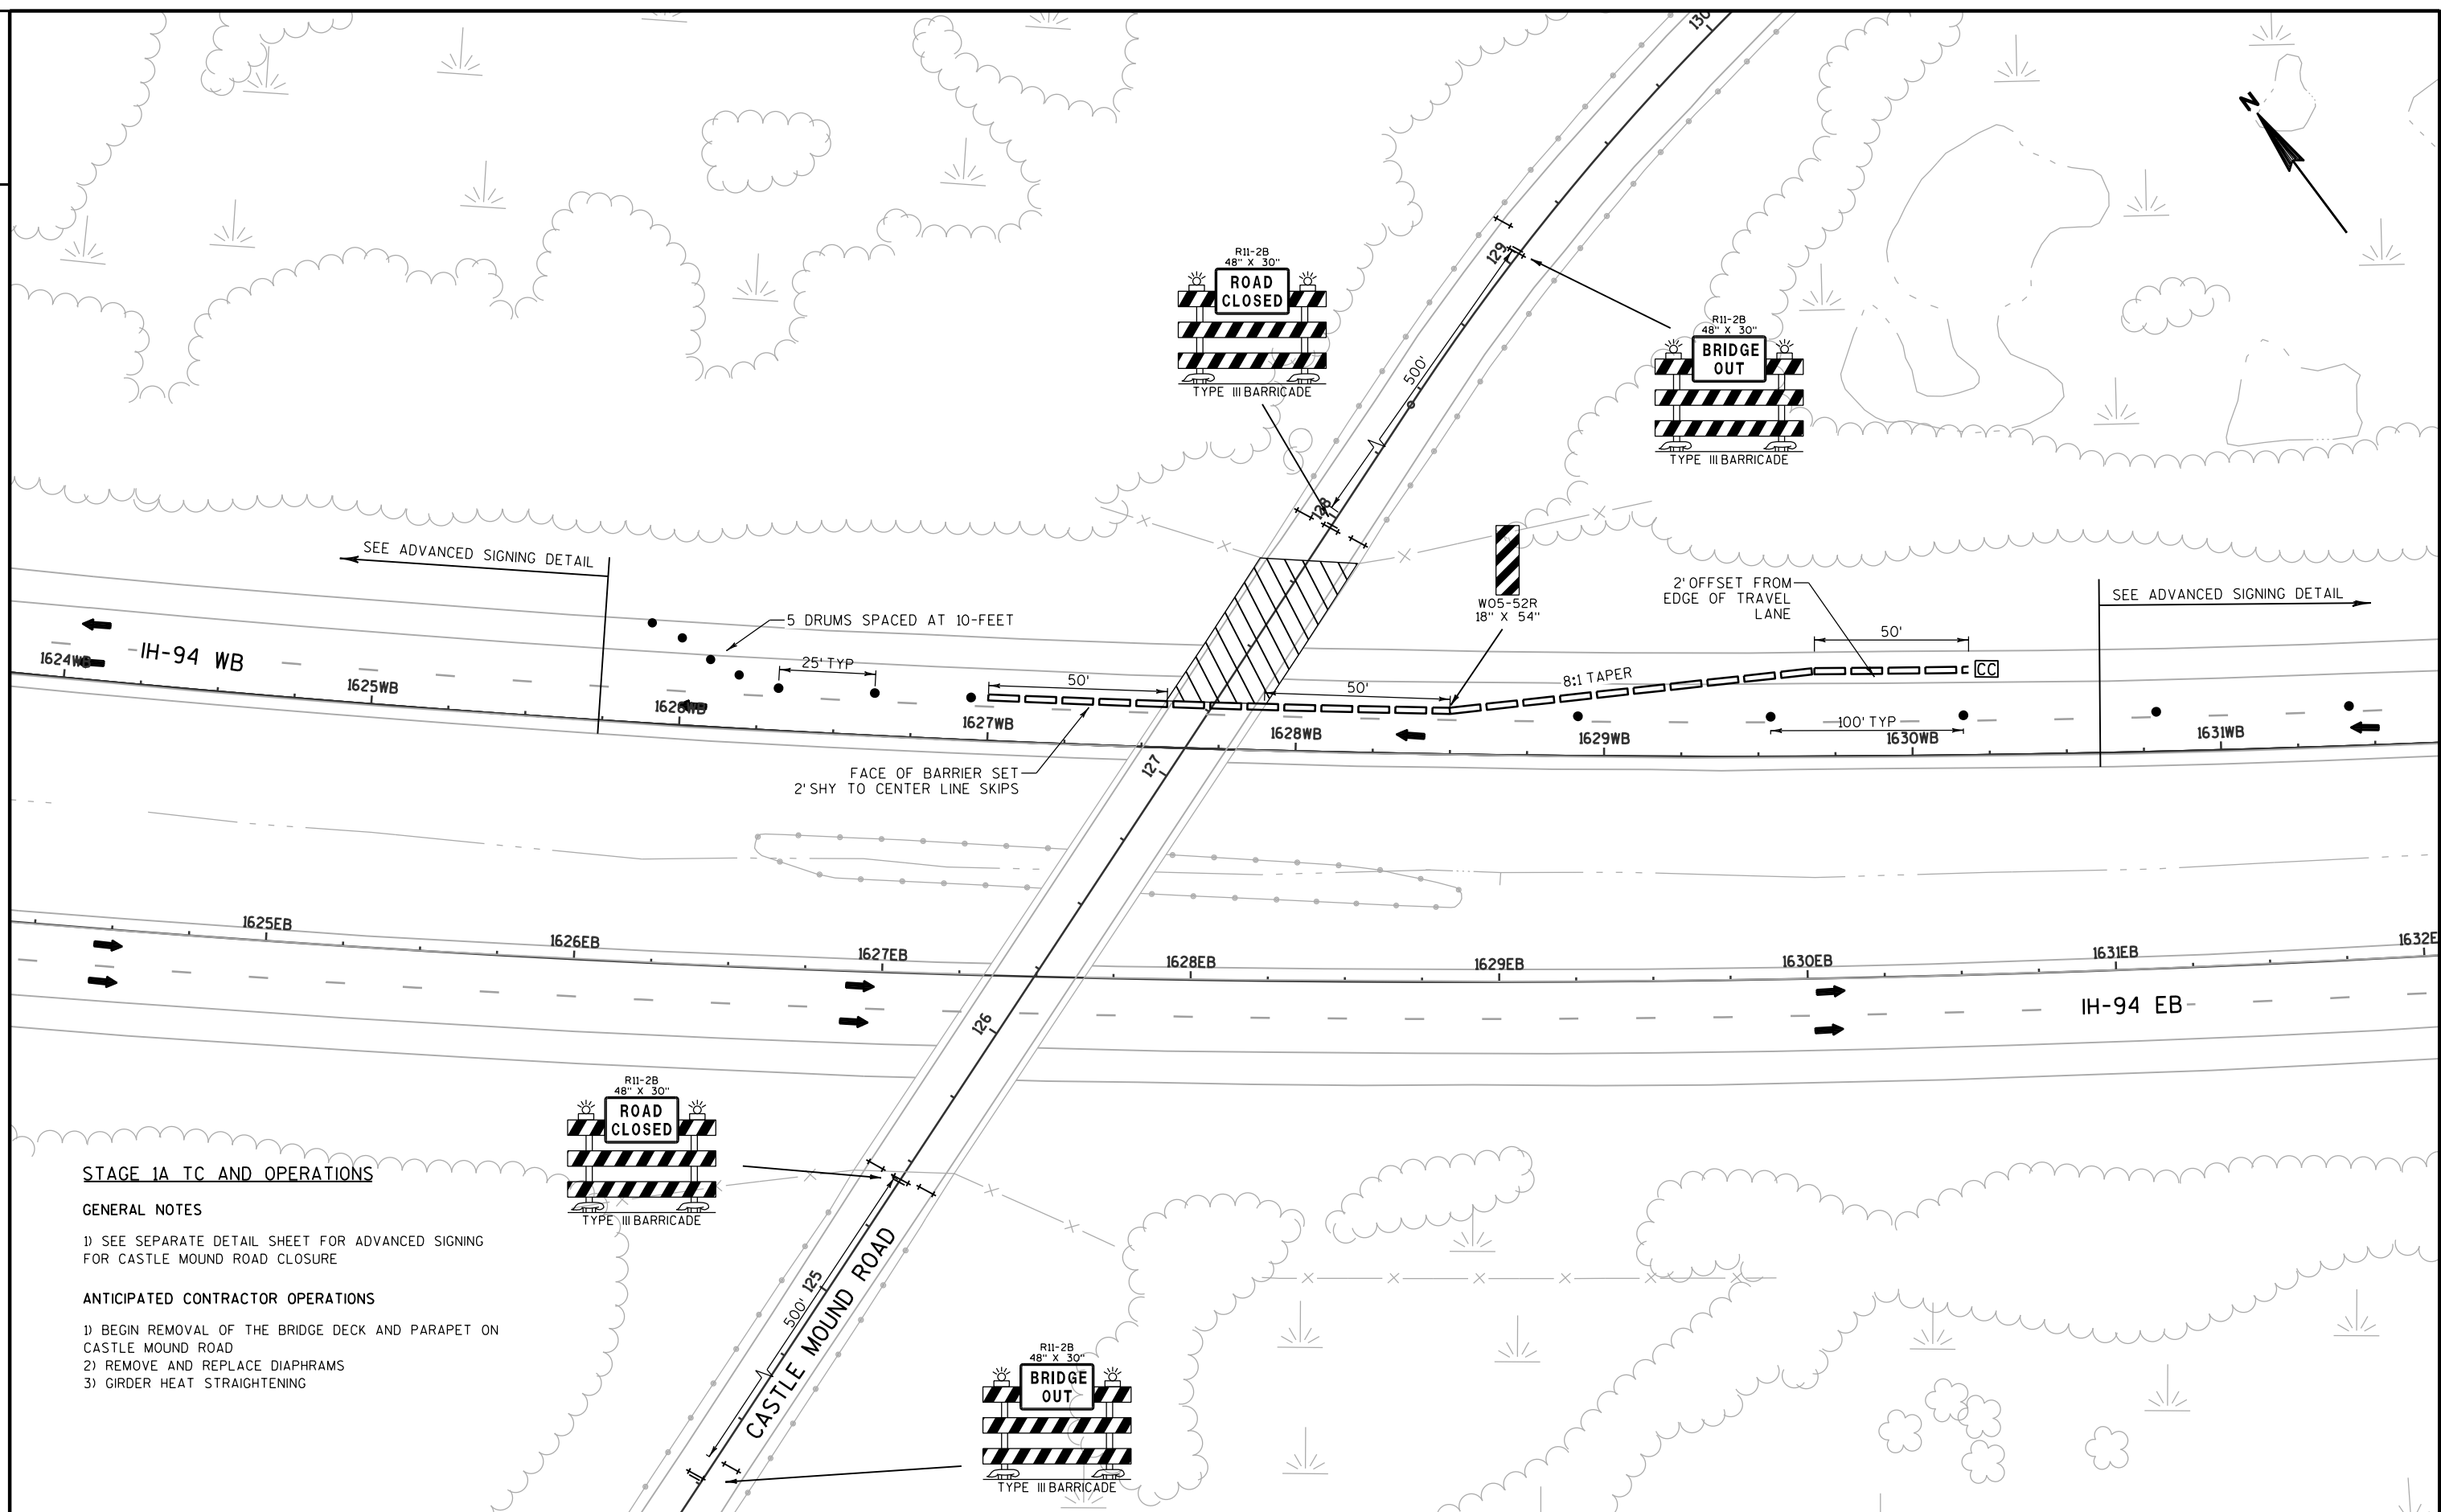 130
N
R11-2B
48" X 30"
ROAD
CLOSED
TYPE III BARRICADE
129
R11-2B
48" X 30"
BRIDGE
OUT
TYPE III BARRICADE
500'
128
SEE ADVANCED SIGNING DETAIL
WO5-52R
18" X 54"
2' OFFSET FROM
EDGE OF TRAVEL
LANE
SEE ADVANCED SIGNING DETAIL
5 DRUMS SPACED AT 10-FEET
50'
IH-94 WB
25' TYP
50'
50'
8:1 TAPER
CC
1624WB
1625WB
1626WB
1627WB
1628WB
1629WB
100' TYP
1630WB
1631WB
127
FACE OF BARRIER SET
2' SHY TO CENTER LINE SKIPS
1625EB
1626EB
1627EB
1628EB
1629EB
1630EB
1631EB
1632E
IH-94 EB
126
R11-2B
48" X 30"
ROAD
CLOSED
TYPE III BARRICADE
STAGE 1A TC AND OPERATIONS
GENERAL NOTES
1) SEE SEPARATE DETAIL SHEET FOR ADVANCED SIGNING
FOR CASTLE MOUND ROAD CLOSURE
ANTICIPATED CONTRACTOR OPERATIONS
1) BEGIN REMOVAL OF THE BRIDGE DECK AND PARAPET ON
CASTLE MOUND ROAD
2) REMOVE AND REPLACE DIAPHRAMS
3) GIRDER HEAT STRAIGHTENING
125
500'
CASTLE MOUND ROAD
R11-2B
48" X 30"
BRIDGE
OUT
TYPE III BARRICADE